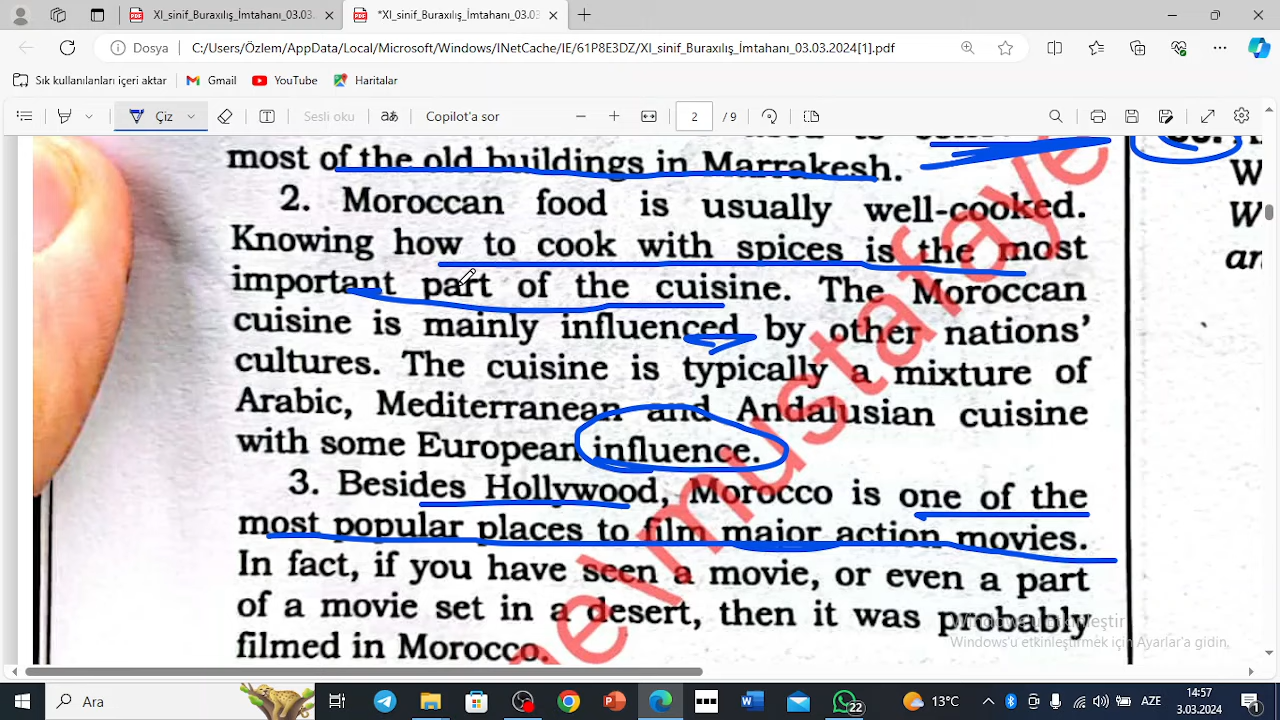 XI_sinif_Buraxılış_İmtahanı_03.03.
*XI_sinif_Buraxılış_İmtahanı_03.03
Dosya
C:/Users/Özlem/AppData/Local/Microsoft/Windows/INetCache/IE/61P8E3DZ/XI_sinif_Buraxılış_İmtahanı_03.03.2024[1].pdf
Sık kullanılanları içeri aktar
Gmail
YouTube
Haritalar
Çiz
Sesli oku
Copilot'a sor
2 / 9
most of the old buildings in Marrakesh.
2. Moroccan food is usually well-cooked.
Knowing how to cook with spices is the most
important part of the cuisine. The Moroccan
cuisine is mainly influenced by other nations'
cultures. The cuisine is typically a mixture of
Arabic, Mediterranean and Andalusian cuisine
with some European influence.
3. Besides Hollywood, Morocco is one of the
most popular places to film major action movies.
In fact, if you have seen a movie, or even a part
of a movie set in a desert, then it was probably
filmed in Morocco.
W
W
an
elmustafaye
Windows'u etkinleştir
Windows'u etkinleştirmek için Ayarlar'a gidin.
Ara
22
13°C
AZE
14:57
3.03.2024
1